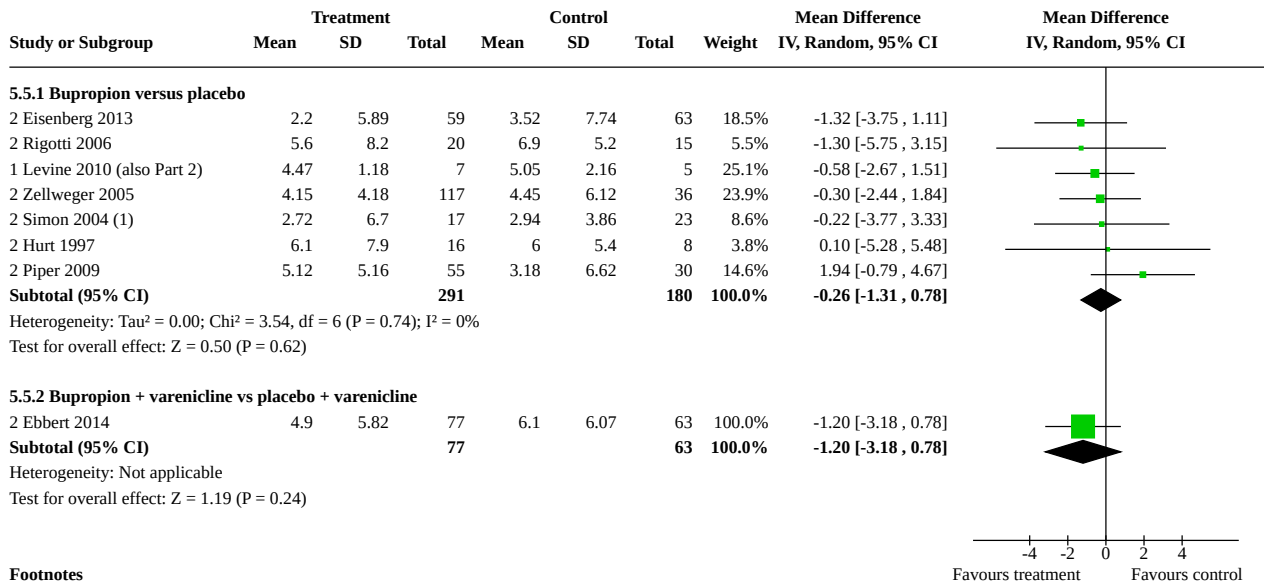 Treatment Control Mean Difference Mean Difference
Study or Subgroup Mean SD Total Mean SD Total Weight IV, Random, 95% CI IV, Random, 95% CI
5.5.1 Bupropion versus placebo
2 Eisenberg 2013 2.2 5.89 59 3.52 7.74 63 18.5% -1.32 [-3.75 , 1.11]
2 Rigotti 2006 5.6 8.2 20 6.9 5.2 15 5.5% -1.30 [-5.75 , 3.15]
1 Levine 2010 (also Part 2) 4.47 1.18 7 5.05 2.16 5 25.1% -0.58 [-2.67 , 1.51]
2 Zellweger 2005 4.15 4.18 117 4.45 6.12 36 23.9% -0.30 [-2.44 , 1.84]
2 Simon 2004 (1) 2.72 6.7 17 2.94 3.86 23 8.6% -0.22 [-3.77 , 3.33]
2 Hurt 1997 6.1 7.9 16 6 5.4 8 3.8% 0.10 [-5.28 , 5.48]
2 Piper 2009 5.12 5.16 55 3.18 6.62 30 14.6% 1.94 [-0.79 , 4.67]
Subtotal (95% CI) 291 180 100.0% -0.26 [-1.31 , 0.78]
Heterogeneity: Tau² = 0.00; Chi² = 3.54, df = 6 (P = 0.74); I² = 0%
Test for overall effect: Z = 0.50 (P = 0.62)
5.5.2 Bupropion + varenicline vs placebo + varenicline
2 Ebbert 2014 4.9 5.82 77 6.1 6.07 63 100.0% -1.20 [-3.18 , 0.78]
Subtotal (95% CI) 77 63 100.0% -1.20 [-3.18 , 0.78]
Heterogeneity: Not applicable
Test for overall effect: Z = 1.19 (P = 0.24)
-4 -2 0 2 4
Footnotes Favours treatment Favours control